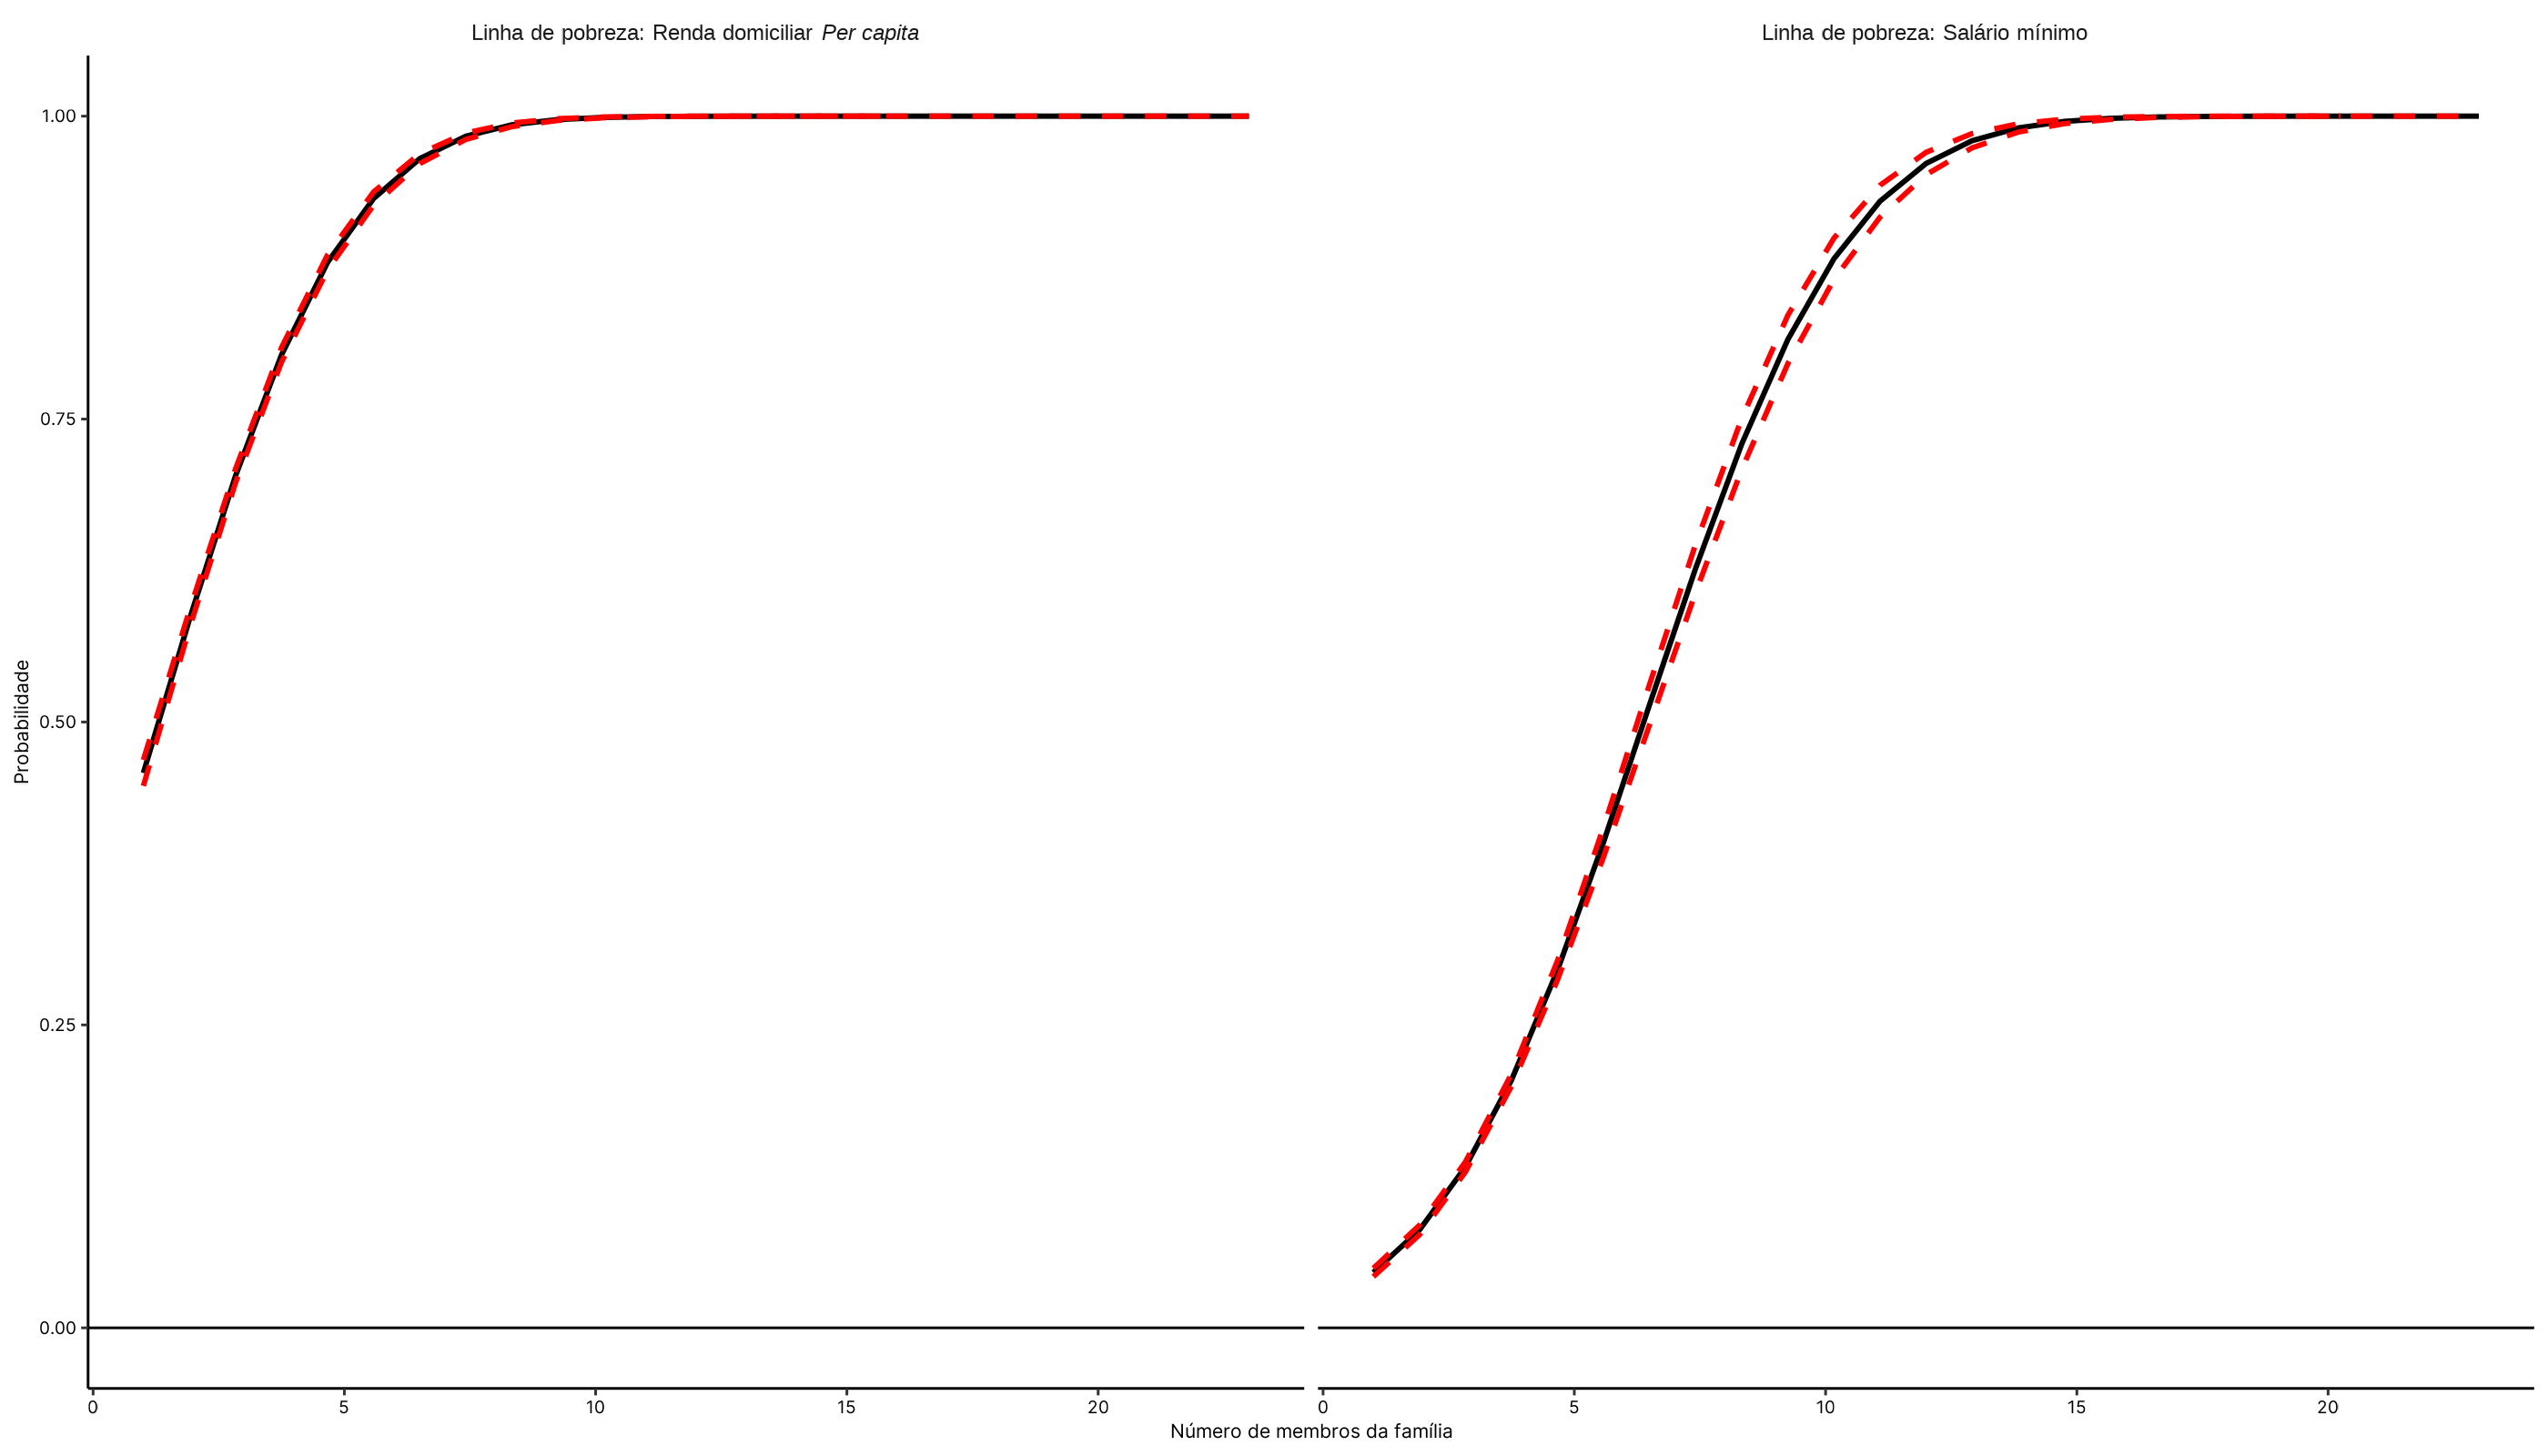 Linha de pobreza: Renda domiciliar Per capita
Linha de pobreza: Salário mínimo
1.00
0.75
0.50
0.25
0.00
Probabilidade
0 5 10 15 20
0 5 10 15 20
Número de membros da família